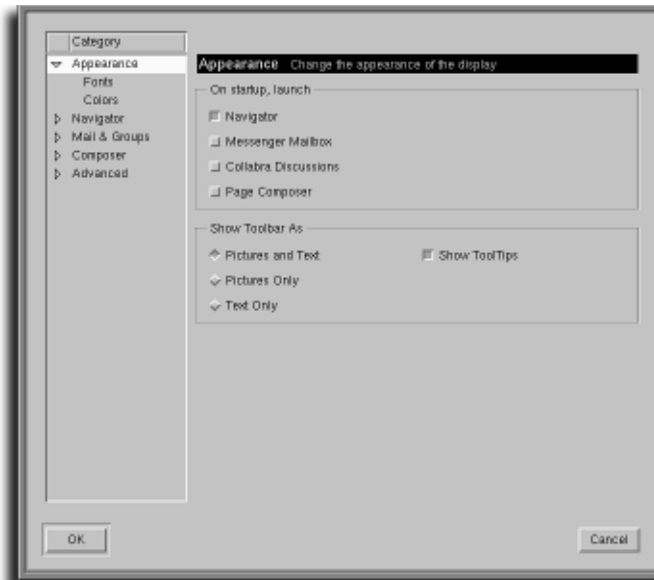 Category
Appearance
Fonts
Colors
Navigator
Mail & Groups
Composer
Advanced
Appearance Change the appearance of the display
On startup, launch
Navigator
Messenger Mailbox
Collabra Discussions
Page Composer
Show Toolbar As
Pictures and Text Show ToolTips
Pictures Only
Text Only
OK Cancel